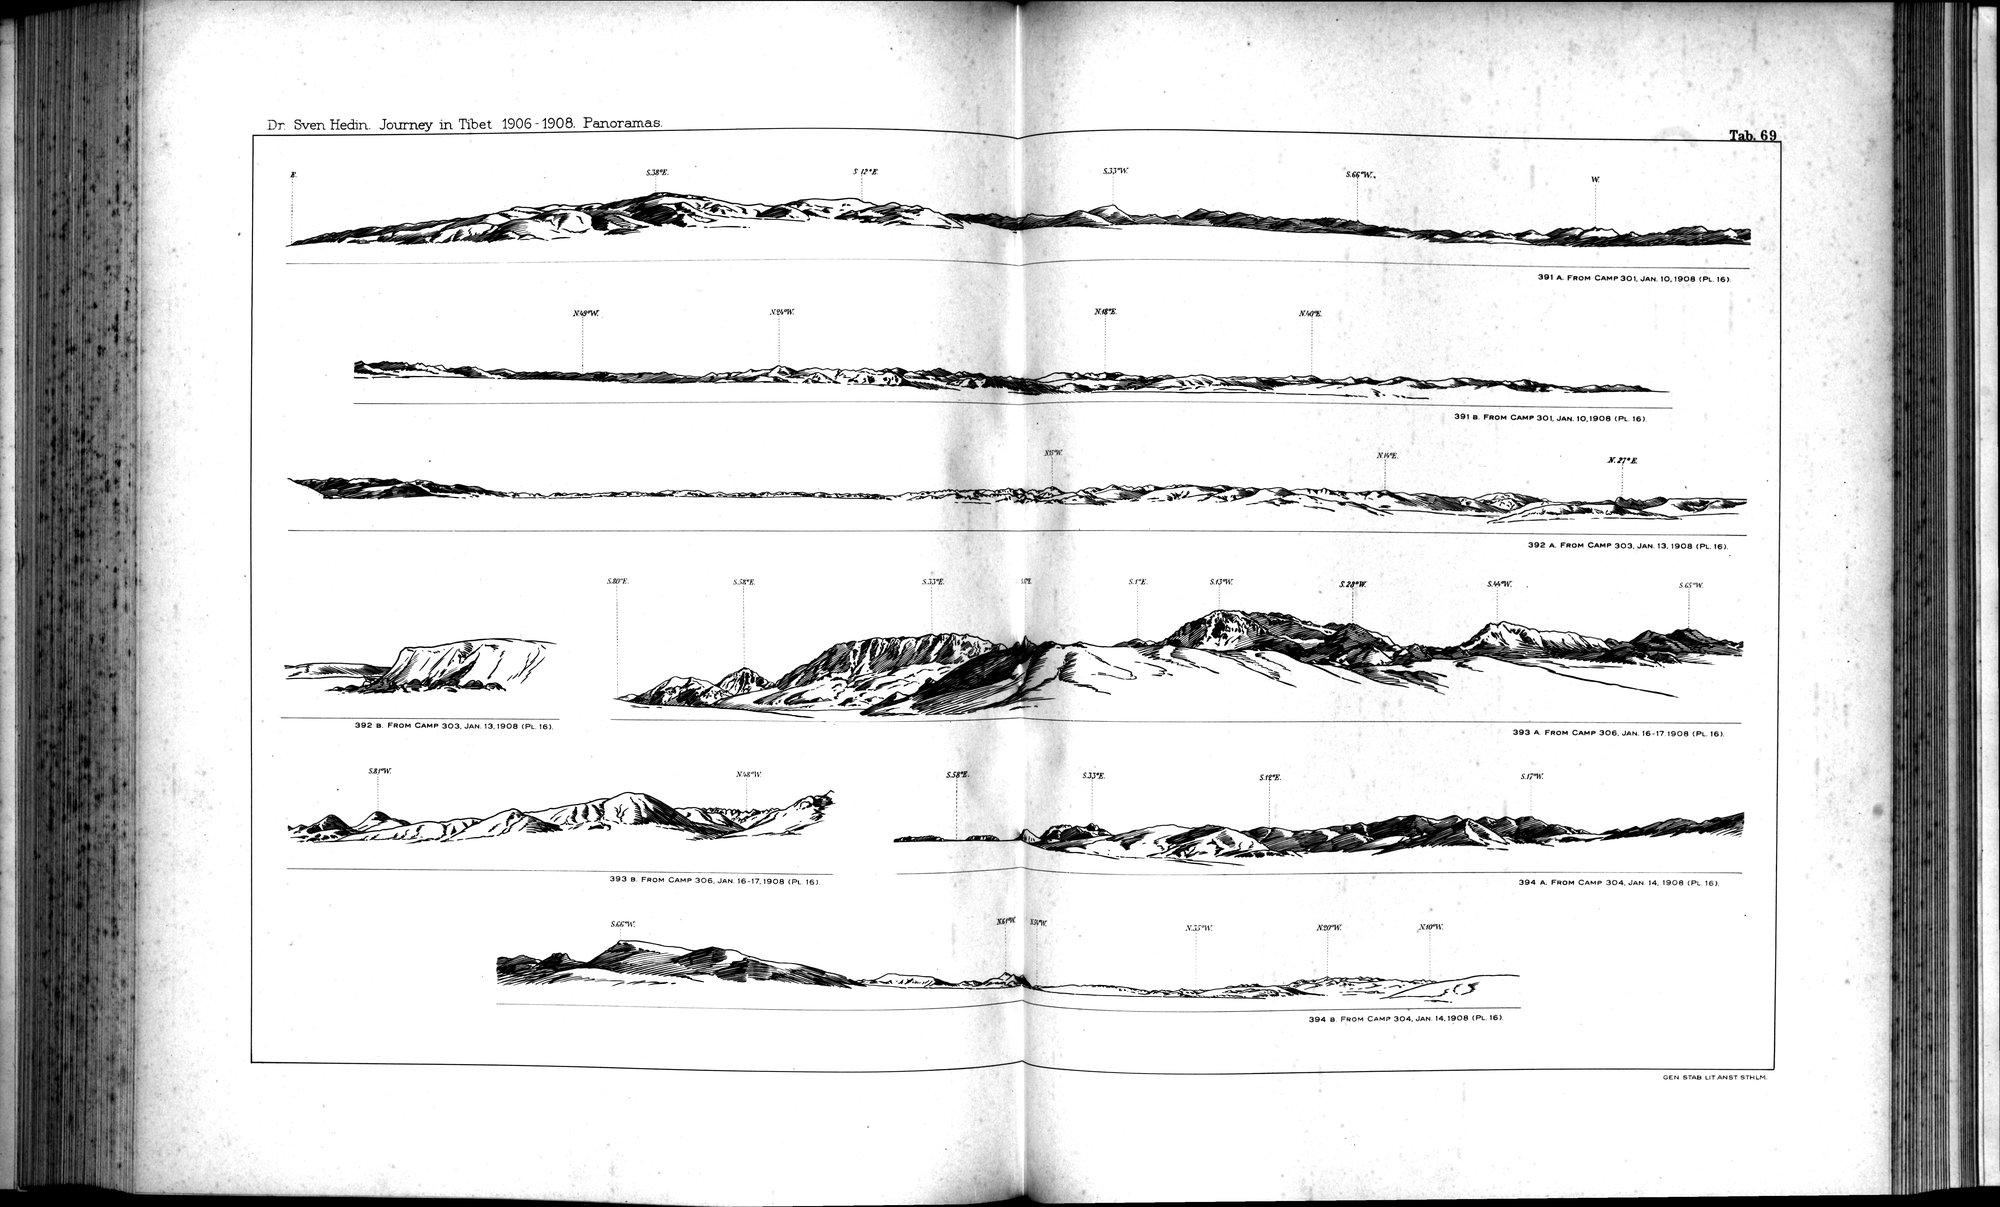 Dr. Sven Hedin. Journey in Tibet 1906-1908. Panoramas.
Tab. 69
E. S.38°E. S 12°E. S.33°W. S.66°W. W.
391 A. FROM CAMP 301, JAN. 10, 1908 (PL. 16).
N.49°W. N.24°W. N.18°E. N.40°E.
391 B. FROM CAMP 301, JAN. 10, 1908 (PL. 16).
N.14°E. N. 27° E.
392 A. FROM CAMP 303, JAN. 13, 1908 (PL. 16).
S.80°E. S.58°E. S.33°E. S.1°E. S.13°W. S.28°W. S.44°W. S.65°W.
392 B. FROM CAMP 303, JAN. 13, 1908 (PL. 16).
393 A. FROM CAMP 306, JAN. 16-17. 1908 (PL. 16).
S.81°W. N.48°W. S.58°E. S.33°E. S.12°E. S.17°W.
393 B. FROM CAMP 306, JAN. 16-17, 1908 (PL. 16).
394 A. FROM CAMP 304, JAN. 14, 1908 (PL. 16).
S.66°W. N.61°W. N.35°W. N.20°W. N.10°W.
394 B. FROM CAMP 304, JAN. 14, 1908 (PL. 16).
GEN. STAB. LIT. ANST. STHLM.